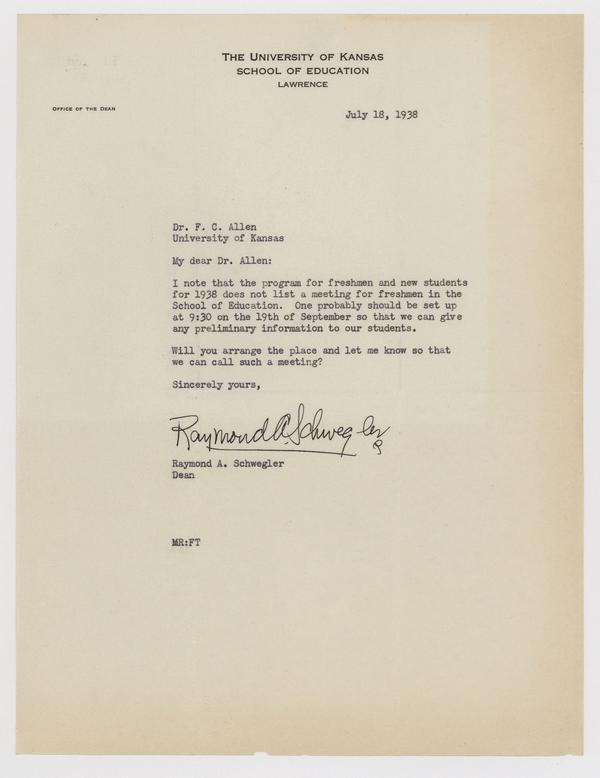 THE UNIVERSITY OF KANSAS
SCHOOL OF EDUCATION
LAWRENCE
OFFICE OF THE DEAN
July 18, 1938
Dr. F. C. Allen
University of Kansas
My dear Dr. Allen:
I note that the program for freshmen and new students
for 1938 does not list a meeting for freshmen in the
School of Education. One probably should be set up
at 9:30 on the 19th of September so that we can give
any preliminary information to our students.
Will you arrange the place and let me know so that
we can call such a meeting?
Sincerely yours,
Raymond A. Schwegler
Raymond A. Schwegler
Dean
MR:FT